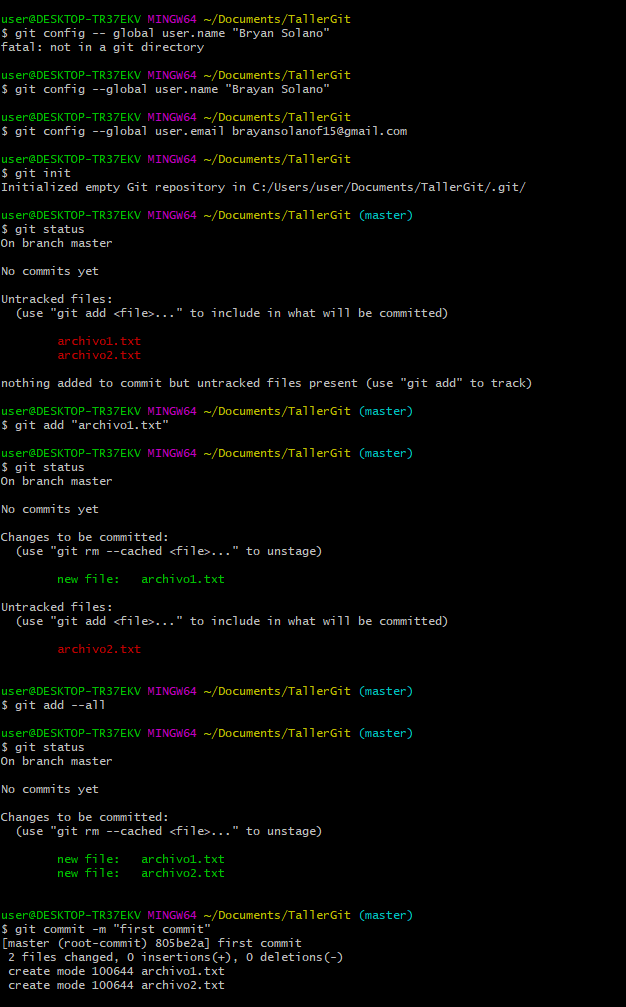 user@DESKTOP-TR37EKV MINGW64 ~/Documents/TallerGit
$ git config -- global user.name "Bryan Solano"
fatal: not in a git directory
user@DESKTOP-TR37EKV MINGW64 ~/Documents/TallerGit
$ git config --global user.name "Brayan Solano"
user@DESKTOP-TR37EKV MINGW64 ~/Documents/TallerGit
$ git config --global user.email brayansolanof15@gmail.com
user@DESKTOP-TR37EKV MINGW64 ~/Documents/TallerGit
$ git init
Initialized empty Git repository in C:/Users/user/Documents/TallerGit/.git/
user@DESKTOP-TR37EKV MINGW64 ~/Documents/TallerGit (master)
$ git status
On branch master
No commits yet
Untracked files:
  (use "git add <file>..." to include in what will be committed)
        archivo1.txt
        archivo2.txt
nothing added to commit but untracked files present (use "git add" to track)
user@DESKTOP-TR37EKV MINGW64 ~/Documents/TallerGit (master)
$ git add "archivo1.txt"
user@DESKTOP-TR37EKV MINGW64 ~/Documents/TallerGit (master)
$ git status
On branch master
No commits yet
Changes to be committed:
  (use "git rm --cached <file>..." to unstage)
        new file:   archivo1.txt
Untracked files:
  (use "git add <file>..." to include in what will be committed)
        archivo2.txt
user@DESKTOP-TR37EKV MINGW64 ~/Documents/TallerGit (master)
$ git add --all
user@DESKTOP-TR37EKV MINGW64 ~/Documents/TallerGit (master)
$ git status
On branch master
No commits yet
Changes to be committed:
  (use "git rm --cached <file>..." to unstage)
        new file:   archivo1.txt
        new file:   archivo2.txt
user@DESKTOP-TR37EKV MINGW64 ~/Documents/TallerGit (master)
$ git commit -m "first commit"
[master (root-commit) 805be2a] first commit
 2 files changed, 0 insertions(+), 0 deletions(-)
 create mode 100644 archivo1.txt
 create mode 100644 archivo2.txt